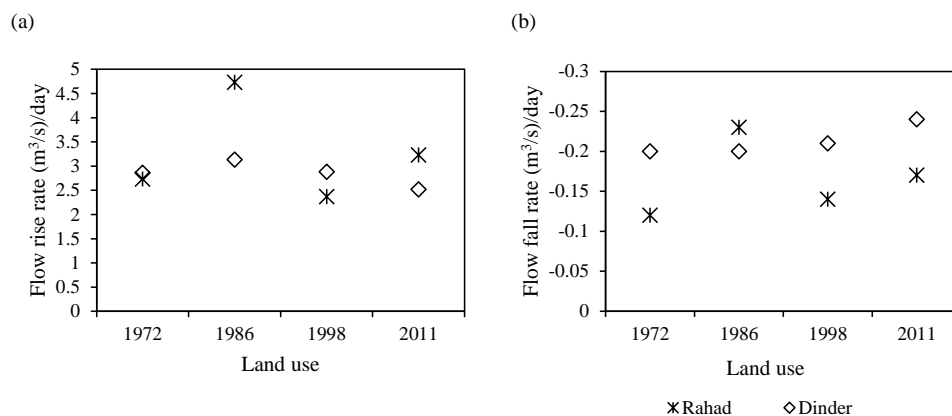 (a)
(b)
Flow rise rate (m³/s)/day
5
4.5
4
3.5
3
2.5
2
1.5
1
0.5
0
1972 1986 1998 2011
Land use
Flow fall rate (m³/s)/day
-0.3
-0.25
-0.2
-0.15
-0.1
-0.05
0
1972 1986 1998 2011
Land use
Rahad Dinder